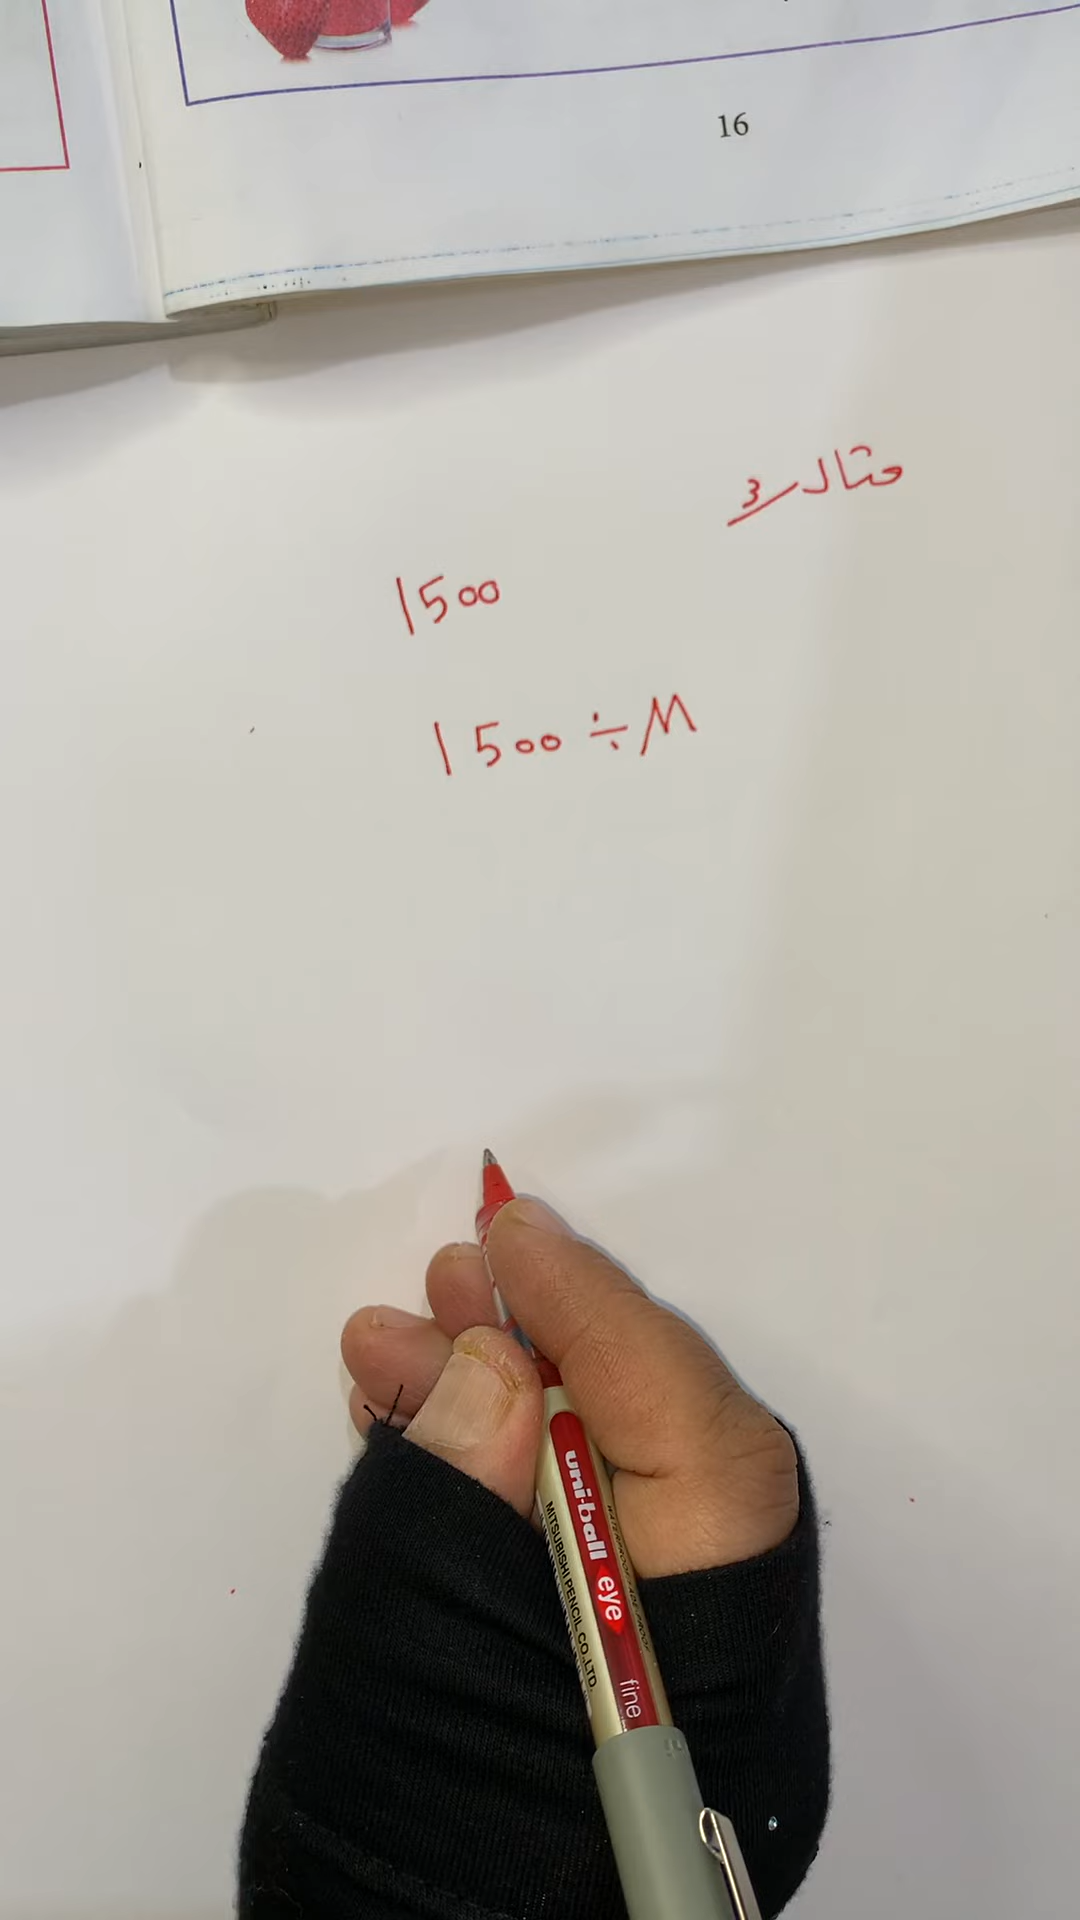 16
مثال 3
1500
1500 ÷ M
uni-ball eye fine
MITSUBISHI PENCIL CO.,LTD.